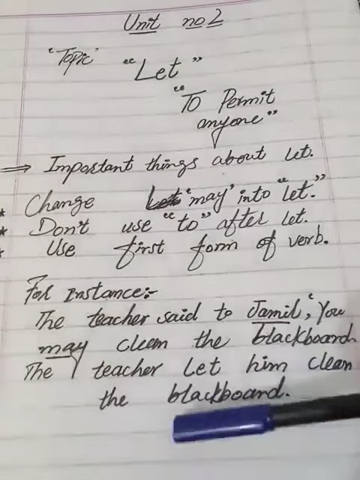 Unit no 2
"Topic" "Let"
"To Permit
anyone"
⇒ Important things about let.
* Change "may" into "let."
* Don't use "to" after let.
* Use first form of verb.
For Instance:-
The teacher said to Jamil, "You
may clean the blackboard
The teacher let him clean
the blackboard.